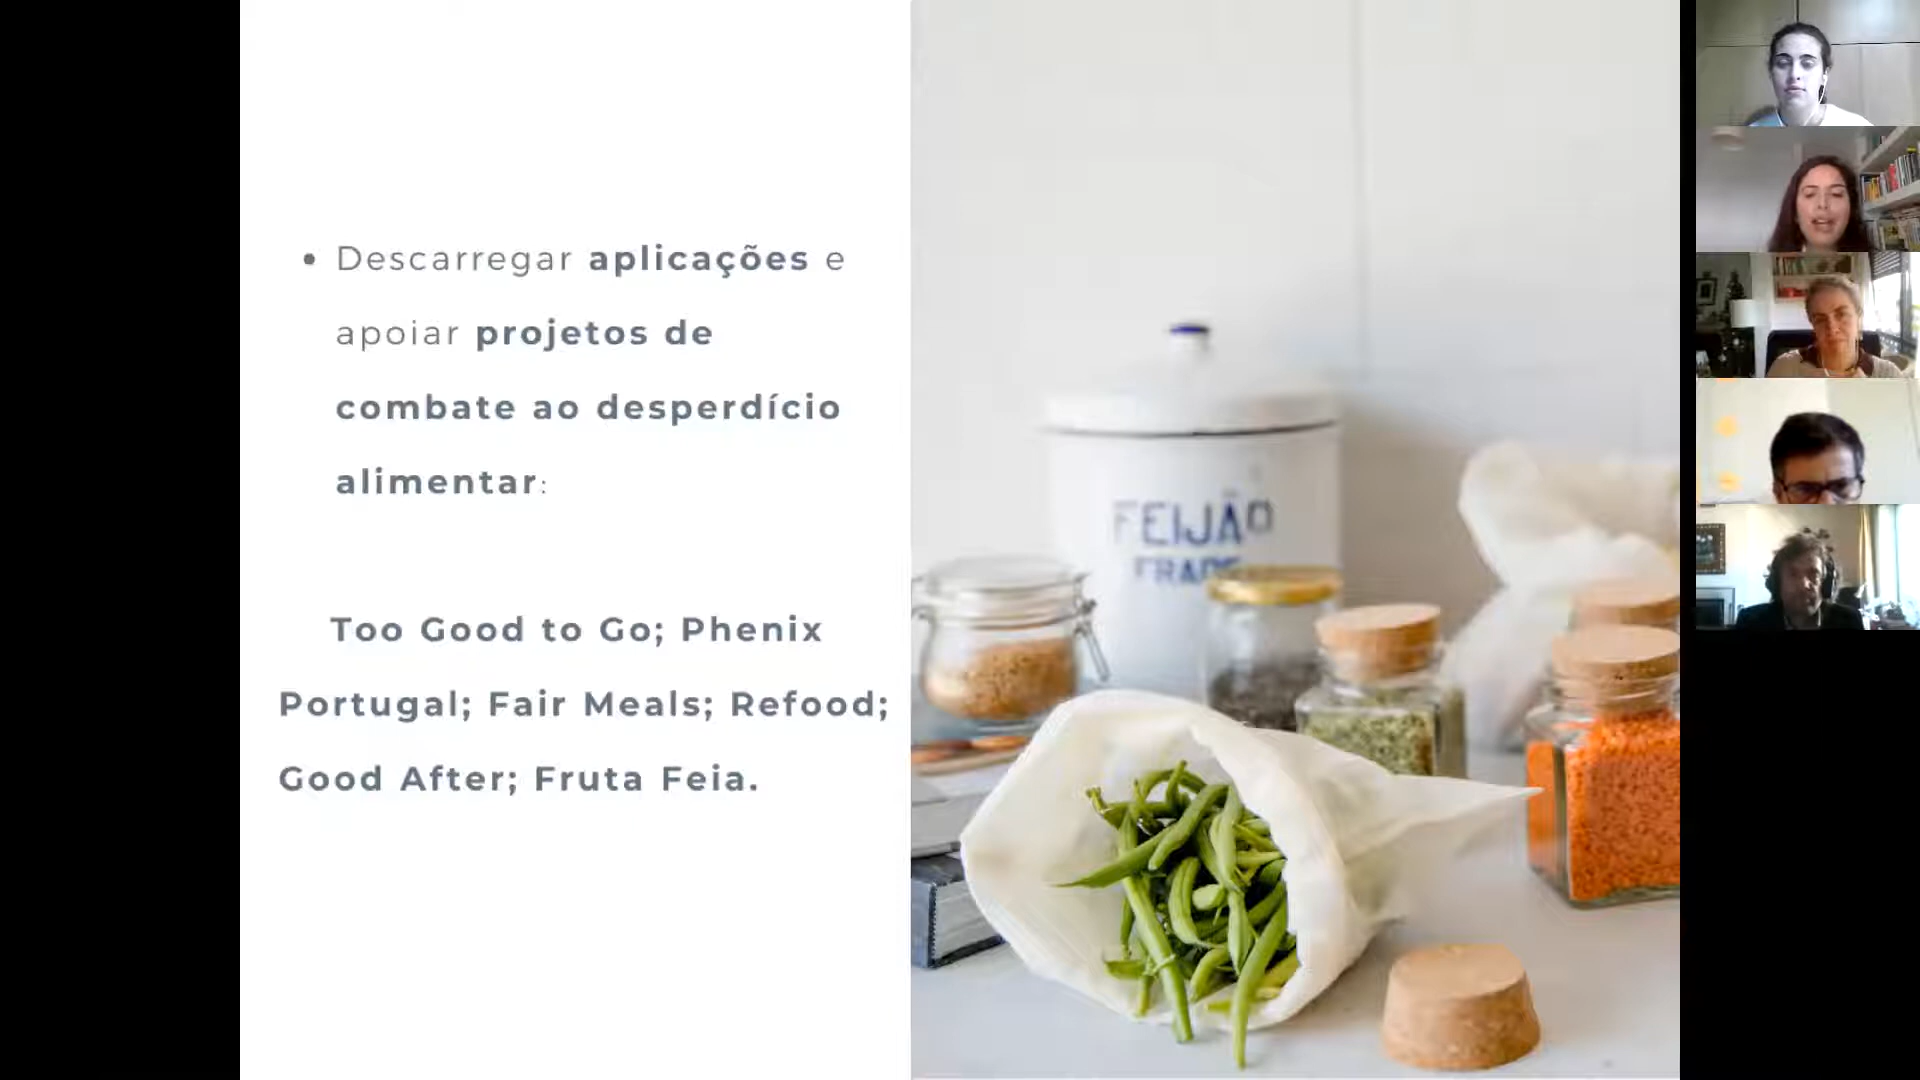 • Descarregar aplicações e
apoiar projetos de
combate ao desperdício
alimentar:
Too Good to Go; Phenix
Portugal; Fair Meals; Refood;
Good After; Fruta Feia.
FEIJÃO